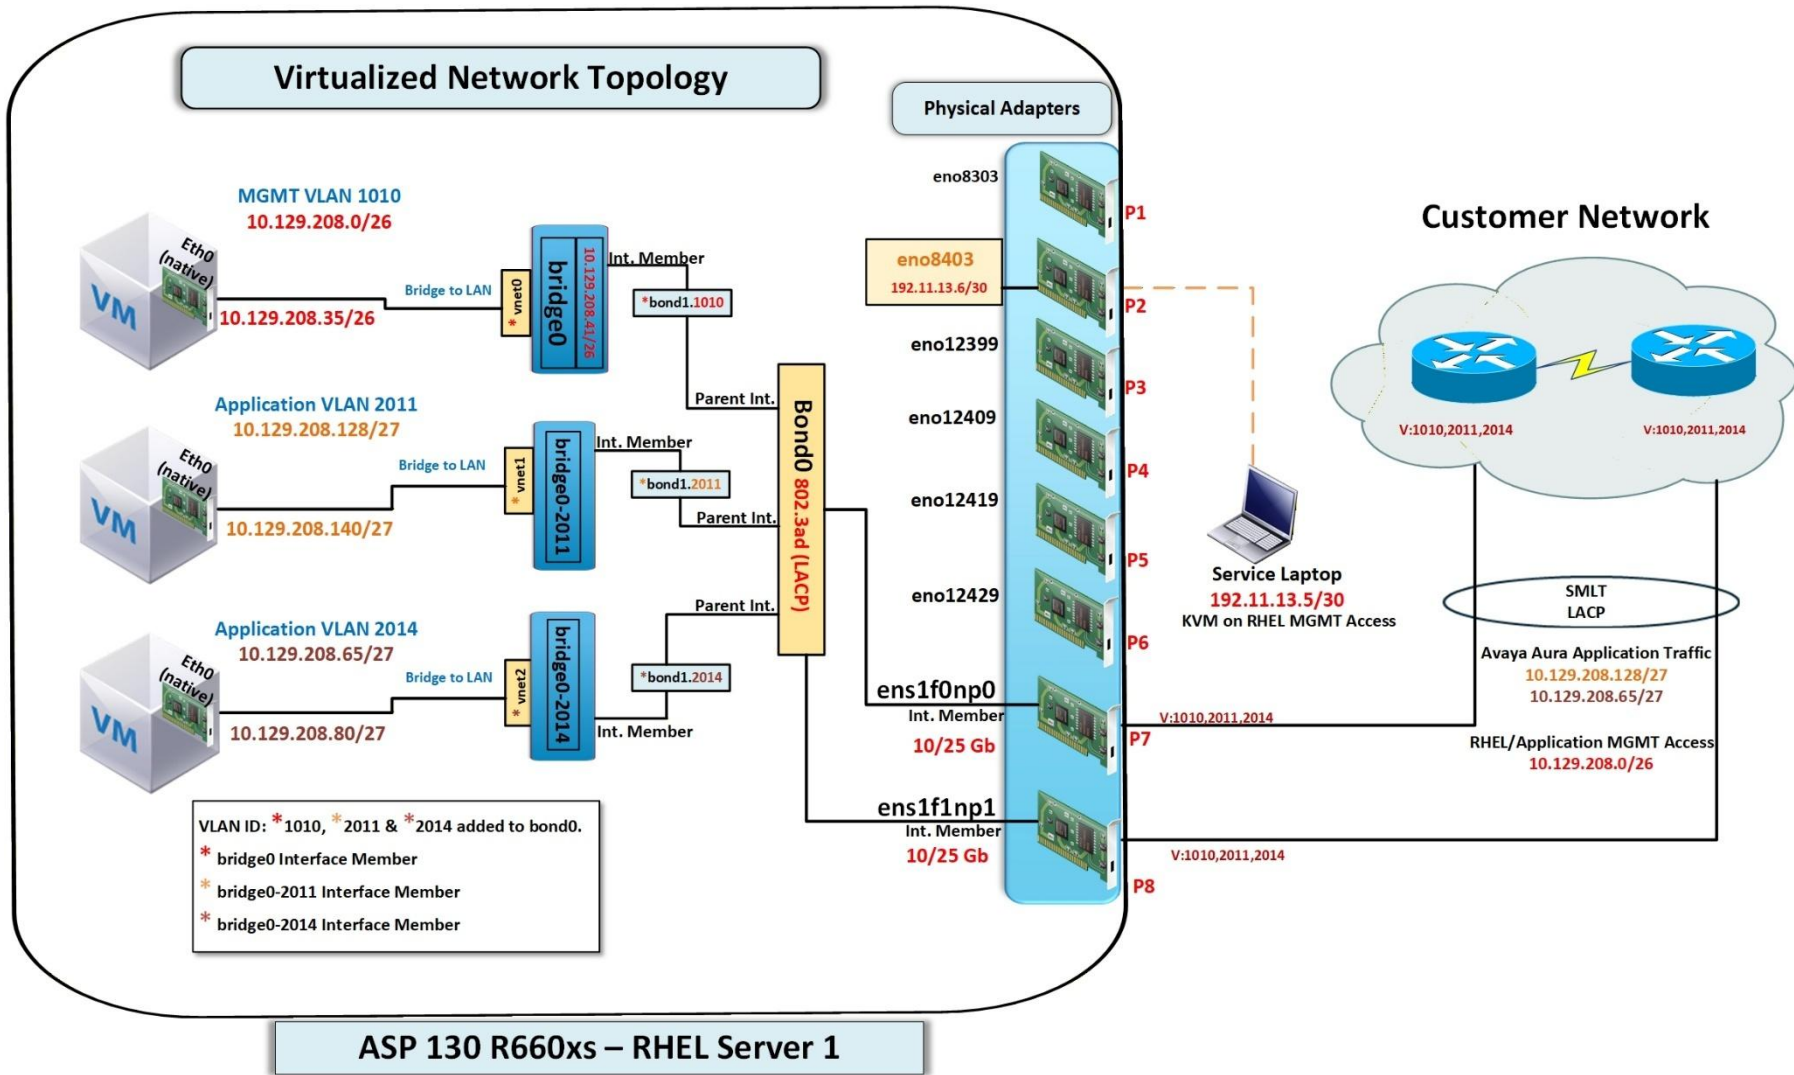 Virtualized Network Topology
Physical Adapters
MGMT VLAN 1010
10.129.208.0/26
VM
Eth0
(native)
10.129.208.35/26
Bridge to LAN
* vnet0
bridge0
10.129.208.41/26
Int. Member
*bond1.1010
Parent Int.
Application VLAN 2011
10.129.208.128/27
VM
Eth0
(native)
10.129.208.140/27
Bridge to LAN
* vnet1
bridge0-2011
Int. Member
*bond1.2011
Parent Int.
Application VLAN 2014
10.129.208.65/27
VM
Eth0
(native)
10.129.208.80/27
Bridge to LAN
* vnet2
bridge0-2014
Parent Int.
*bond1.2014
Int. Member
Bond0 802.3ad (LACP)
eno8303
P1
eno8403
192.11.13.6/30
P2
eno12399
P3
eno12409
P4
eno12419
P5
eno12429
P6
ens1f0np0
Int. Member
10/25 Gb
P7
V:1010,2011,2014
ens1f1np1
Int. Member
10/25 Gb
P8
V:1010,2011,2014
Customer Network
V:1010,2011,2014
V:1010,2011,2014
Service Laptop
192.11.13.5/30
KVM on RHEL MGMT Access
SMLT
LACP
Avaya Aura Application Traffic
10.129.208.128/27
10.129.208.65/27
RHEL/Application MGMT Access
10.129.208.0/26
VLAN ID: *1010, *2011 & *2014 added to bond0.
* bridge0 Interface Member
* bridge0-2011 Interface Member
* bridge0-2014 Interface Member
ASP 130 R660xs – RHEL Server 1